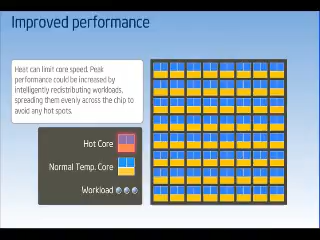 Improved performance
Heat can limit core speed. Peak
performance could be increased by
intelligently redistributing workloads,
spreading them evenly across the chip to
avoid any hot spots.
Hot Core
Normal Temp. Core
Workload